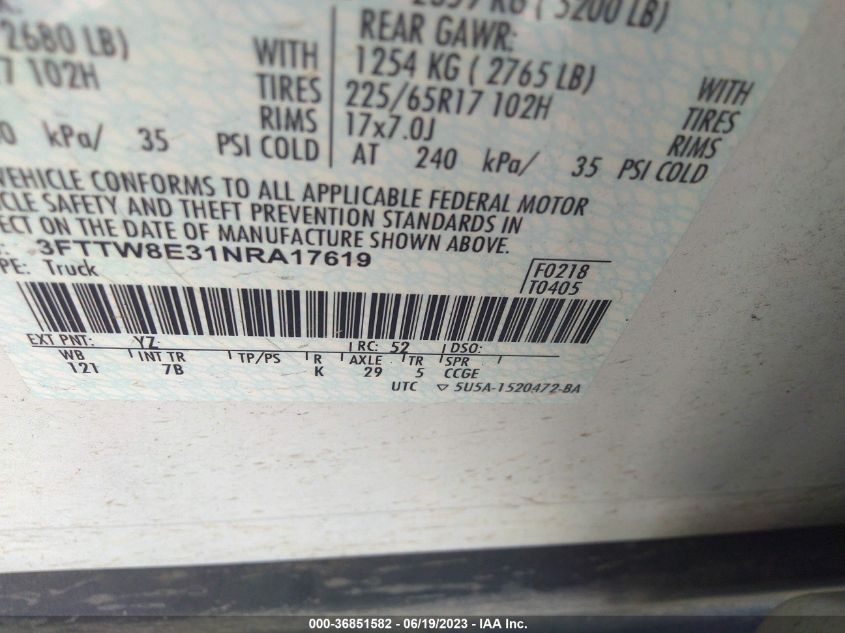 KG ( 5200 LB)
2680 LB) WITH
17 102H TIRES
RIMS
kPa/ 35 PSI COLD
REAR GAWR:
1254 KG ( 2765 LB) WITH
225/65R17 102H TIRES
17x7.0J RIMS
AT 240 kPa/ 35 PSI COLD
VEHICLE CONFORMS TO ALL APPLICABLE FEDERAL MOTOR
SAFETY AND THEFT PREVENTION STANDARDS IN
ON THE DATE OF MANUFACTURE SHOWN ABOVE.
3FTTW8E31NRA17619
PE: Truck
F0218
T0405
EXT PNT: YZ RC: 52 DSO:
WB INT TR TP/PS R AXLE TR SPR
121 7B K 29 5 CCGE
UTC ▽ 5U5A-1520472-BA
000-36851582 - 06/19/2023 - IAA Inc.